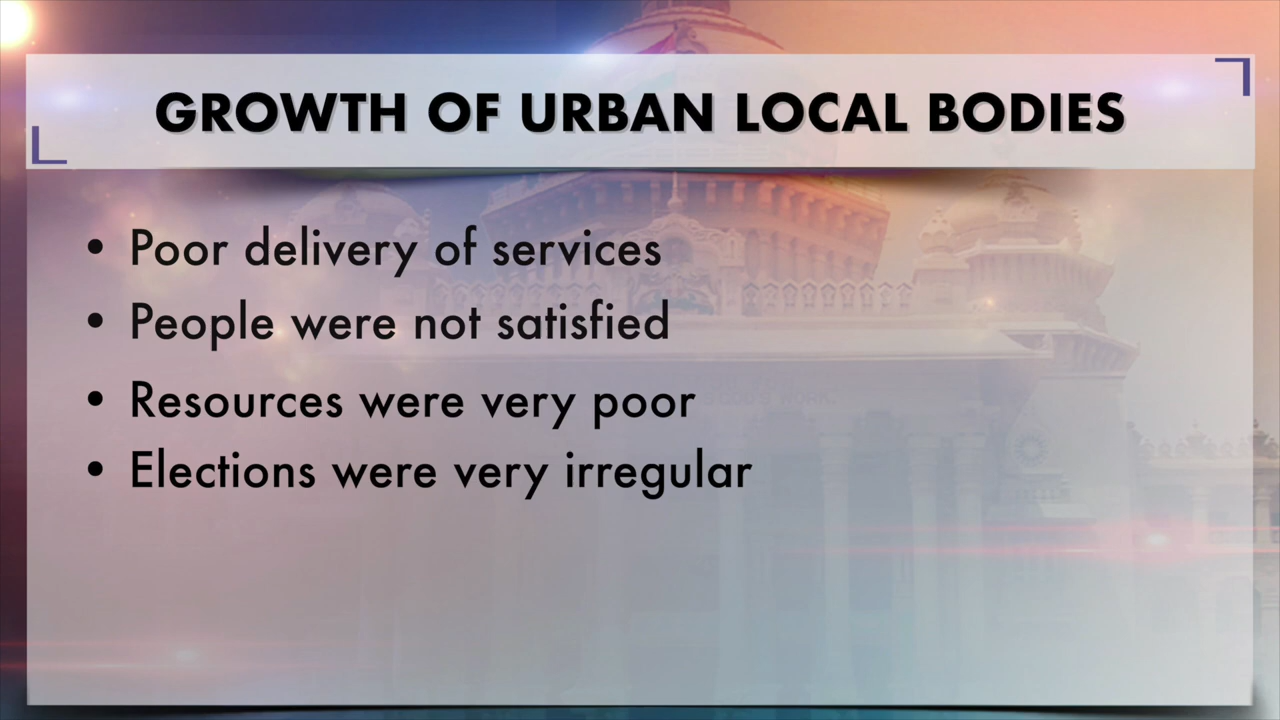 GROWTH OF URBAN LOCAL BODIES
• Poor delivery of services
• People were not satisfied
• Resources were very poor
• Elections were very irregular